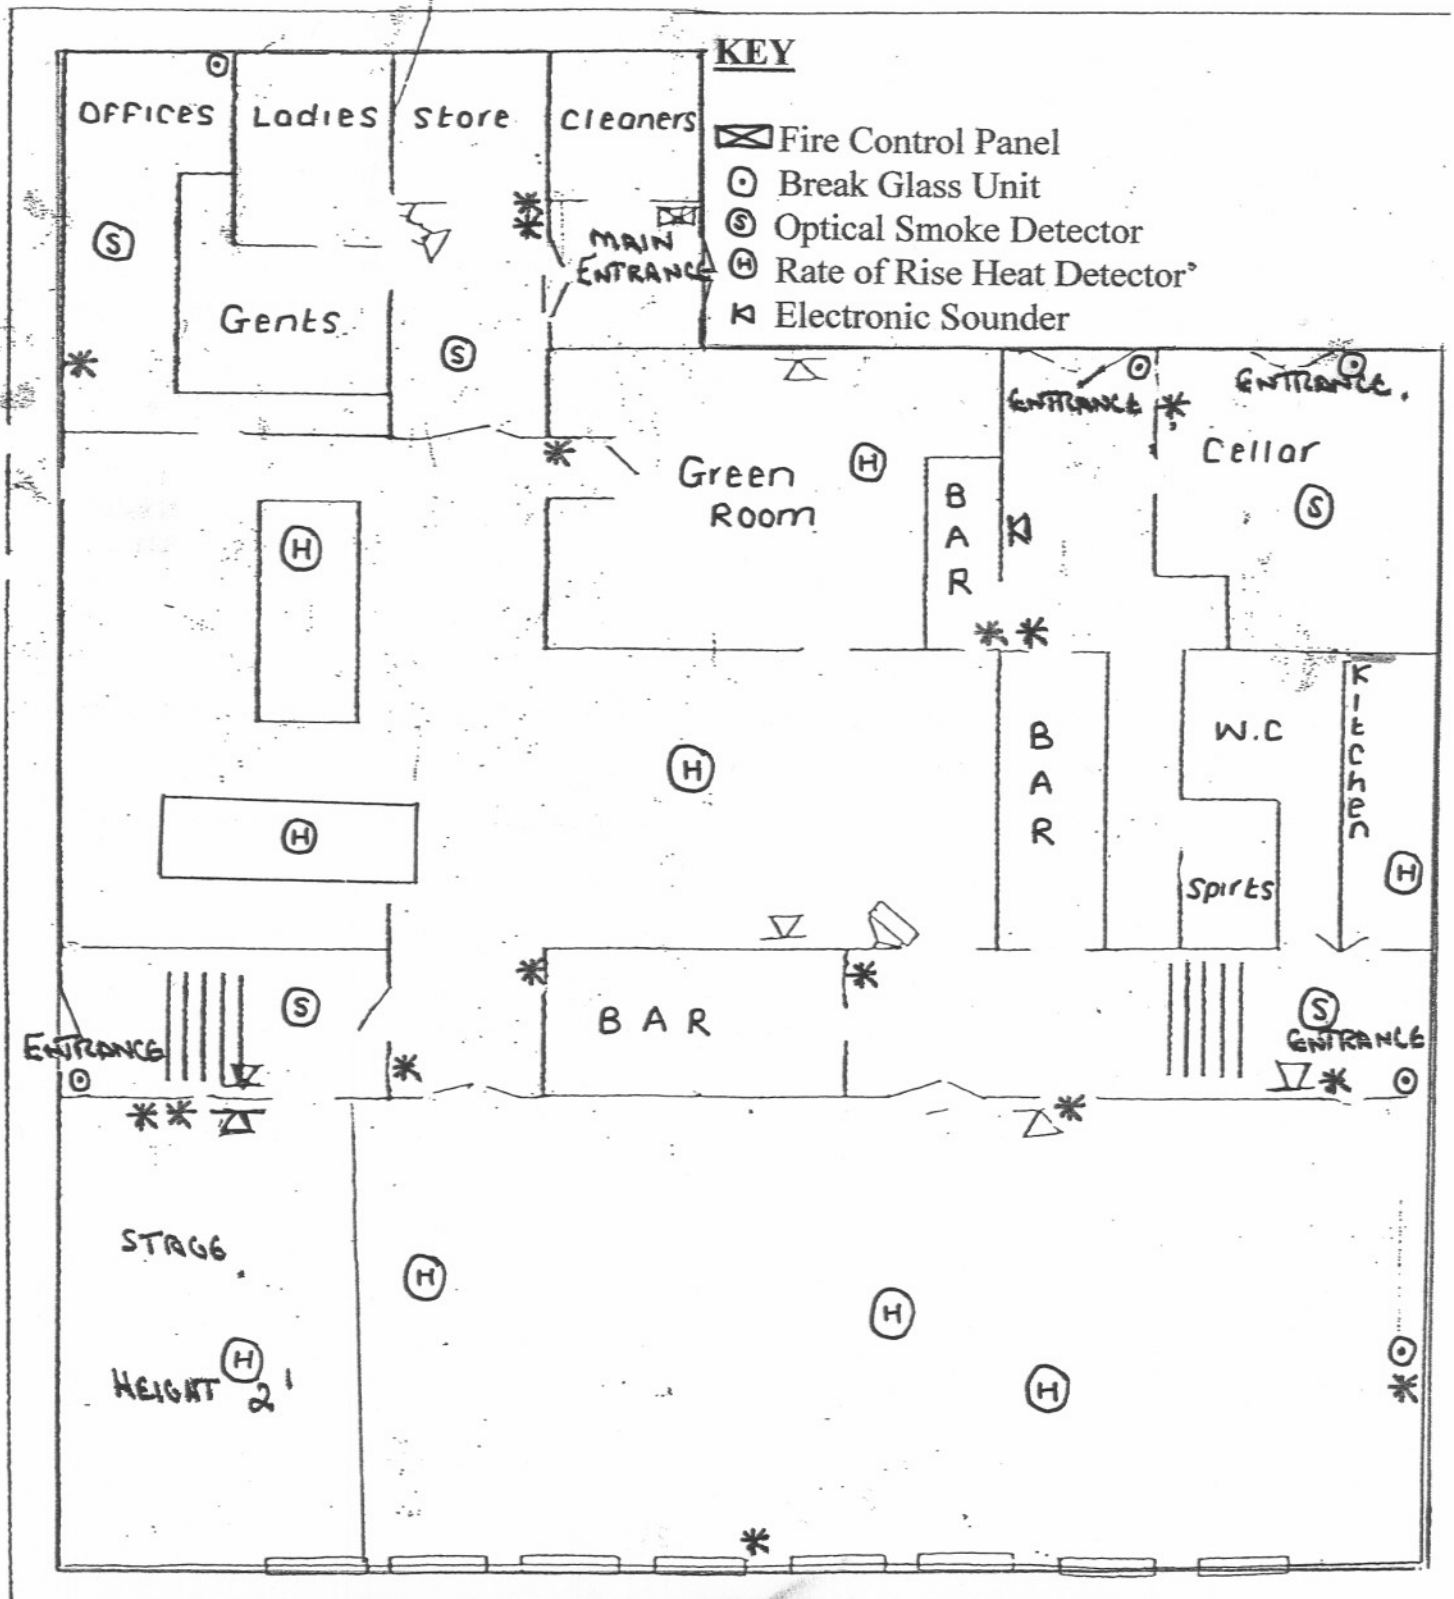 KEY
OFFICES
Ladies
Store
Cleaners
Fire Control Panel
Break Glass Unit
S Optical Smoke Detector
H Rate of Rise Heat Detector
Electronic Sounder
S
MAIN
ENTRANCE
Gents
S
ENTRANCE
ENTRANCE.
Green
Room
H
BAR
Cellar
S
H
H
BAR
W.C
Kitchen
H
Spirts
H
S
ENTRANCE
BAR
S
ENTRANCE
STAGE
HEIGHT 2'
H
H
H
H